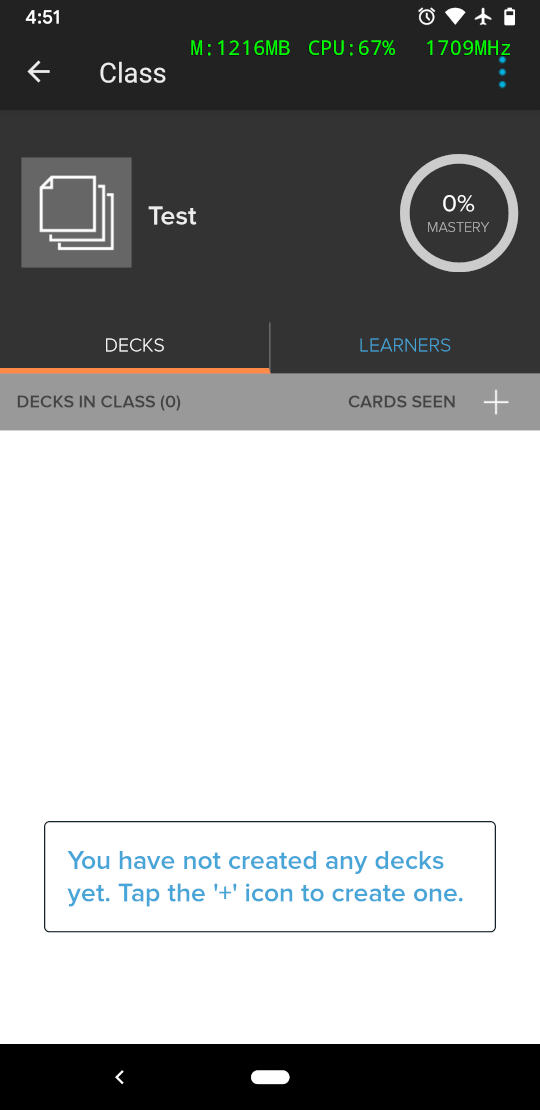 4:51
M:1216MB CPU:67% 1709MHz
Class
Test
0%
MASTERY
DECKS
LEARNERS
DECKS IN CLASS (0)
CARDS SEEN
You have not created any decks
yet. Tap the '+' icon to create one.